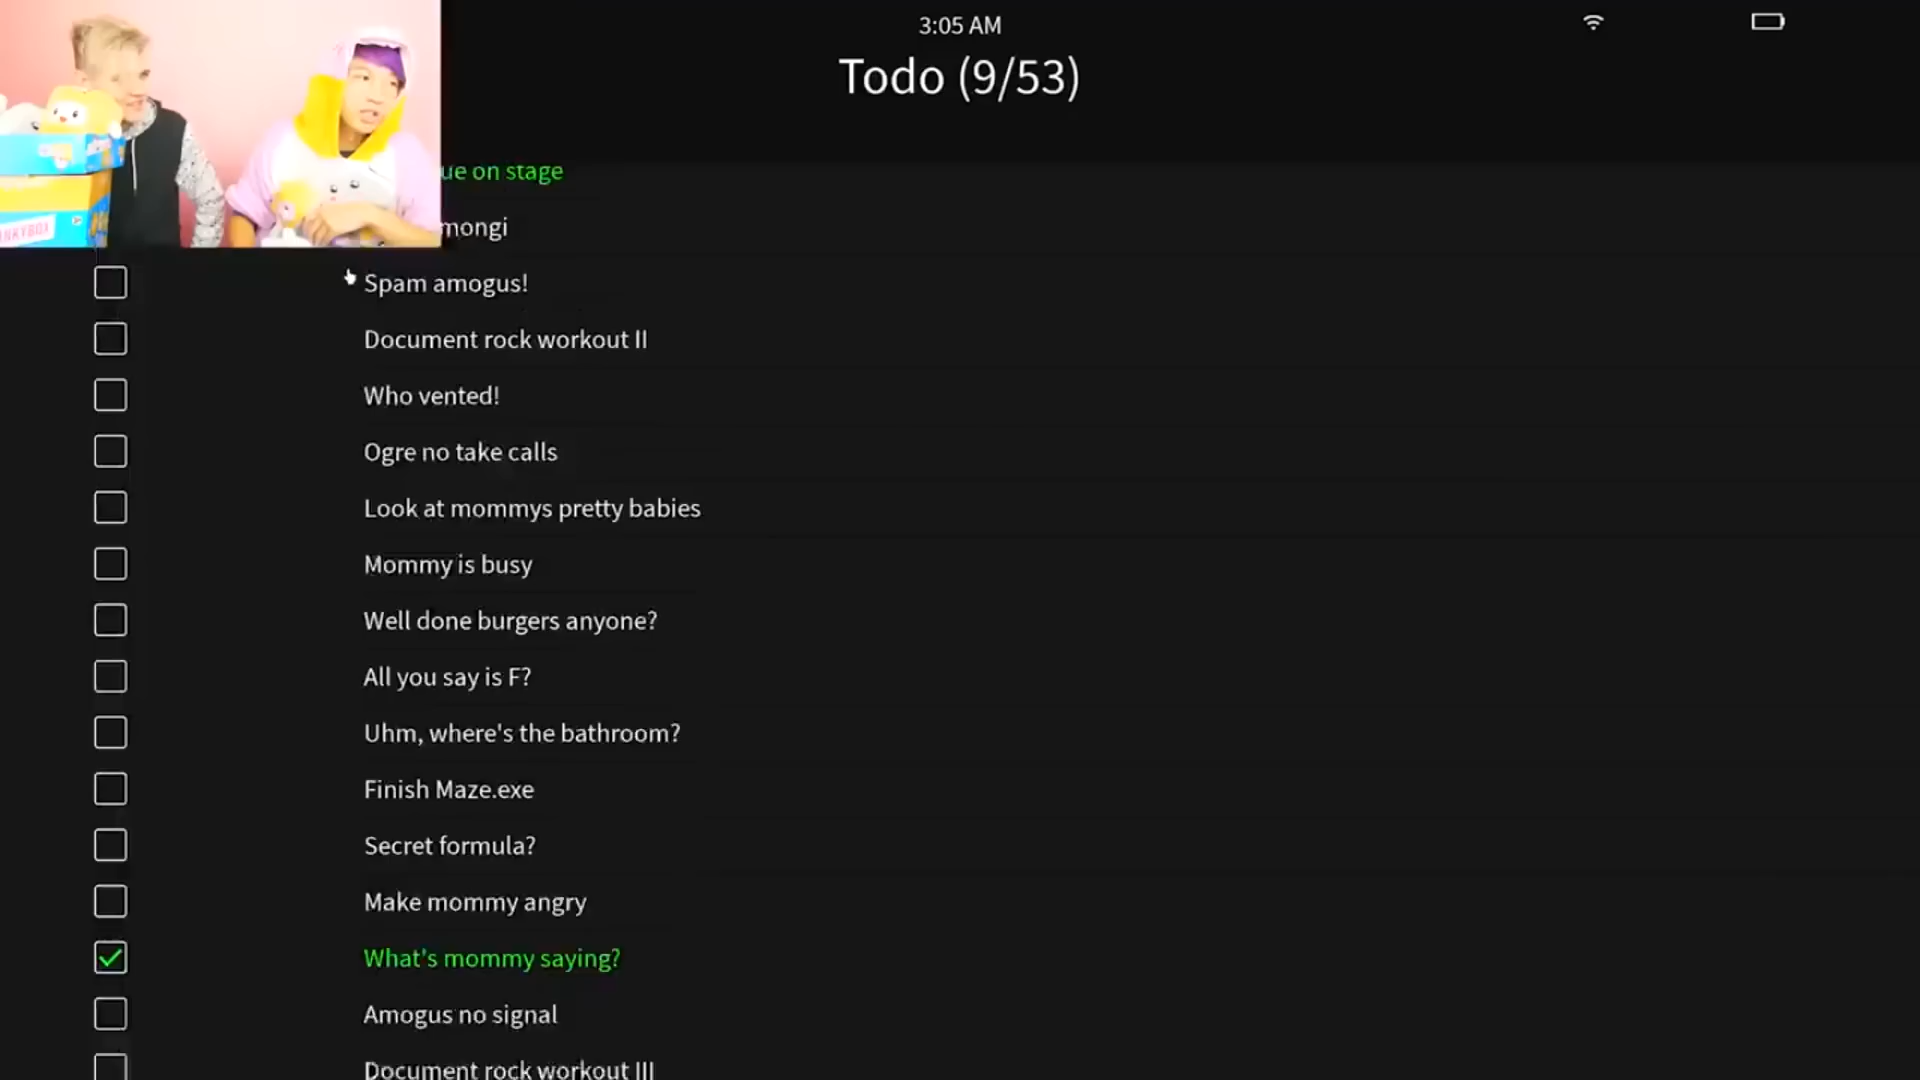 3:05 AM
Todo (9/53)
ue on stage
mongi
Spam amogus!
Document rock workout II
Who vented!
Ogre no take calls
Look at mommys pretty babies
Mommy is busy
Well done burgers anyone?
All you say is F?
Uhm, where's the bathroom?
Finish Maze.exe
Secret formula?
Make mommy angry
What's mommy saying?
Amogus no signal
Document rock workout III